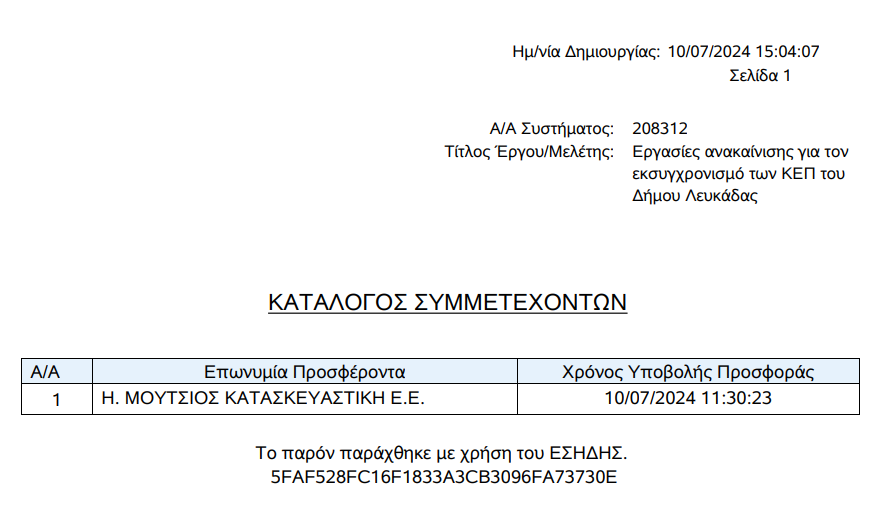 Ημ/νία Δημιουργίας: 10/07/2024 15:04:07
Σελίδα 1
Α/Α Συστήματος: 208312
Τίτλος Έργου/Μελέτης: Εργασίες ανακαίνισης για τον
εκσυγχρονισμό των ΚΕΠ του
Δήμου Λευκάδας
ΚΑΤΑΛΟΓΟΣ ΣΥΜΜΕΤΕΧΟΝΤΩΝ
Α/Α Επωνυμία Προσφέροντα Χρόνος Υποβολής Προσφοράς
1 Η. ΜΟΥΤΣΙΟΣ ΚΑΤΑΣΚΕΥΑΣΤΙΚΗ Ε.Ε. 10/07/2024 11:30:23
Το παρόν παράχθηκε με χρήση του ΕΣΗΔΗΣ.
5FAF528FC16F1833A3CB3096FA73730E